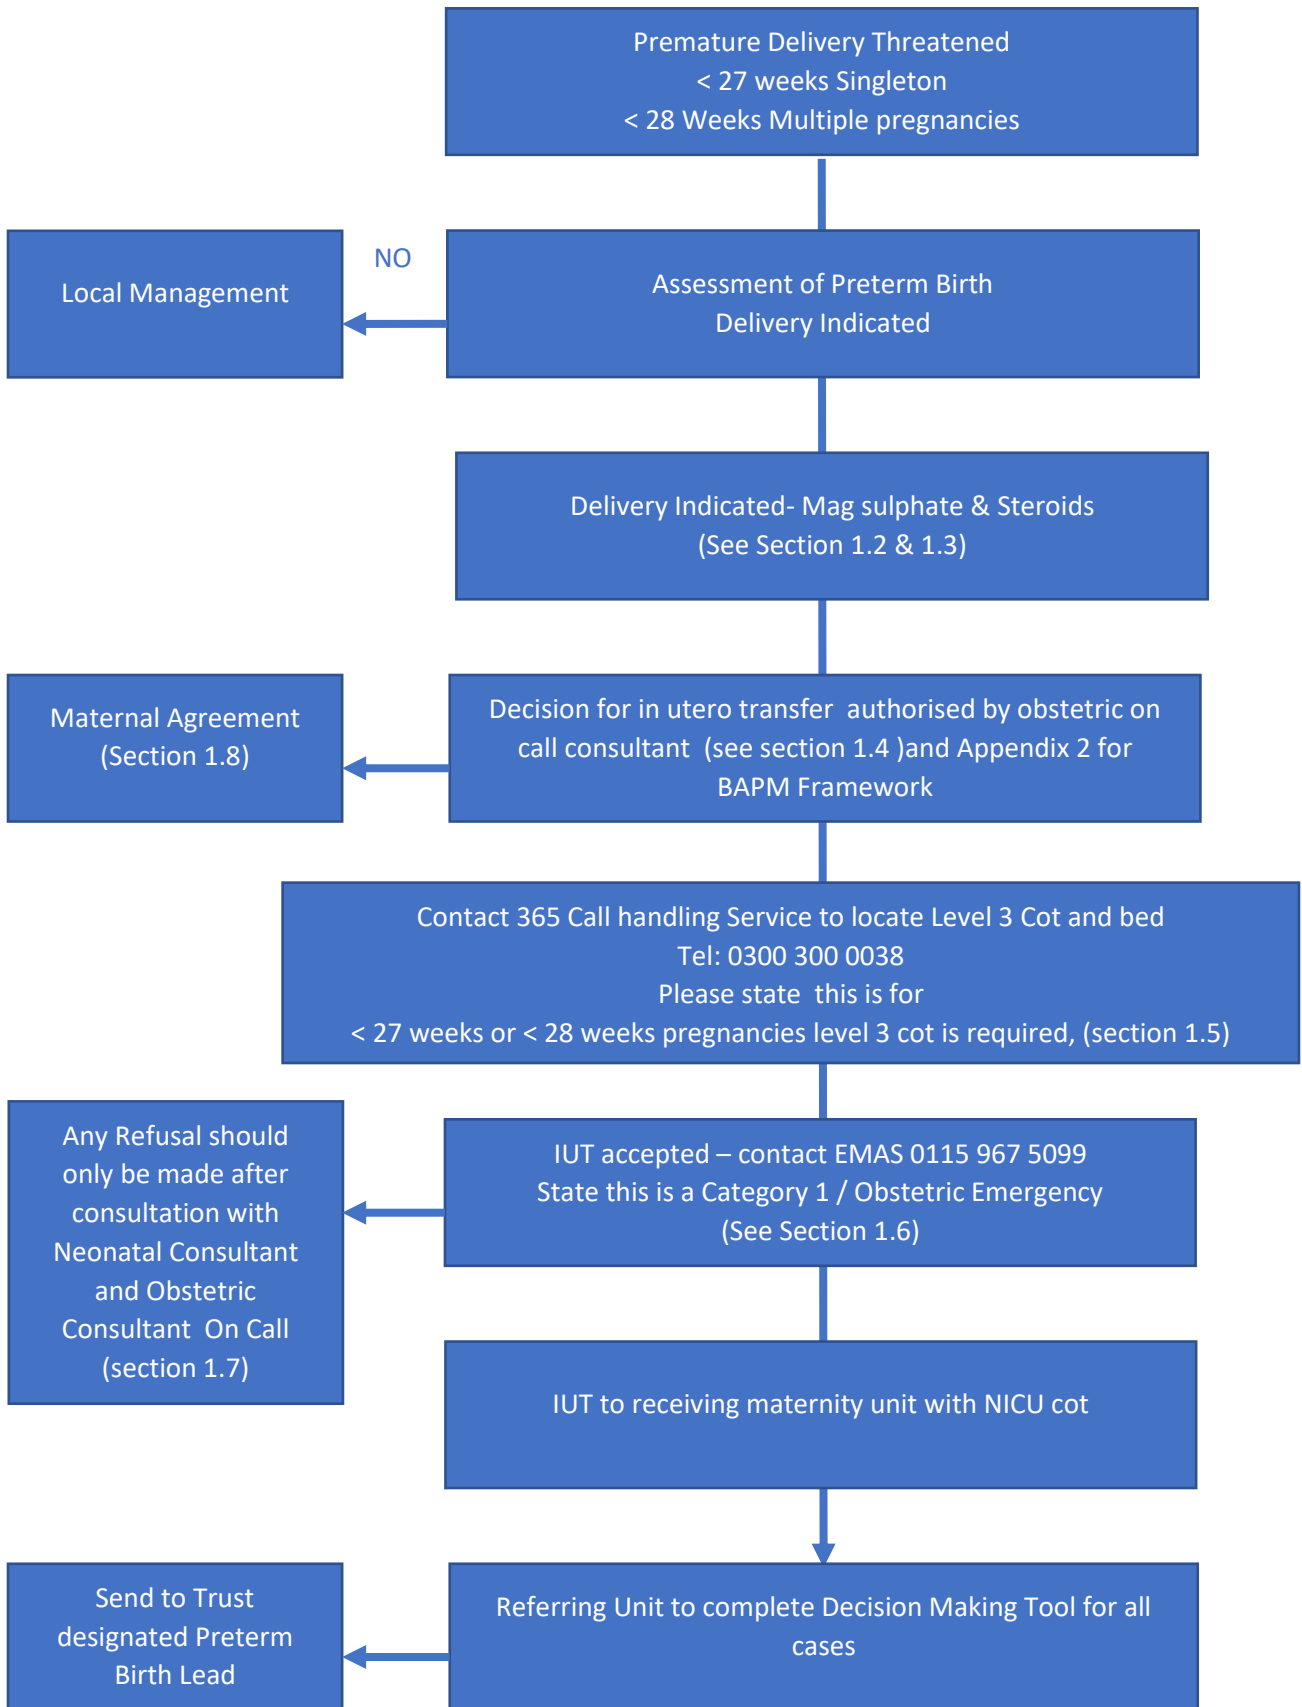 Premature Delivery Threatened
< 27 weeks Singleton
< 28 Weeks Multiple pregnancies
NO
Local Management
Assessment of Preterm Birth
Delivery Indicated
Delivery Indicated- Mag sulphate & Steroids
(See Section 1.2 & 1.3)
Maternal Agreement
(Section 1.8)
Decision for in utero transfer authorised by obstetric on
call consultant (see section 1.4 )and Appendix 2 for
BAPM Framework
Contact 365 Call handling Service to locate Level 3 Cot and bed
Tel: 0300 300 0038
Please state this is for
< 27 weeks or < 28 weeks pregnancies level 3 cot is required, (section 1.5)
Any Refusal should
only be made after
consultation with
Neonatal Consultant
and Obstetric
Consultant On Call
(section 1.7)
IUT accepted – contact EMAS 0115 967 5099
State this is a Category 1 / Obstetric Emergency
(See Section 1.6)
IUT to receiving maternity unit with NICU cot
Send to Trust
designated Preterm
Birth Lead
Referring Unit to complete Decision Making Tool for all
cases